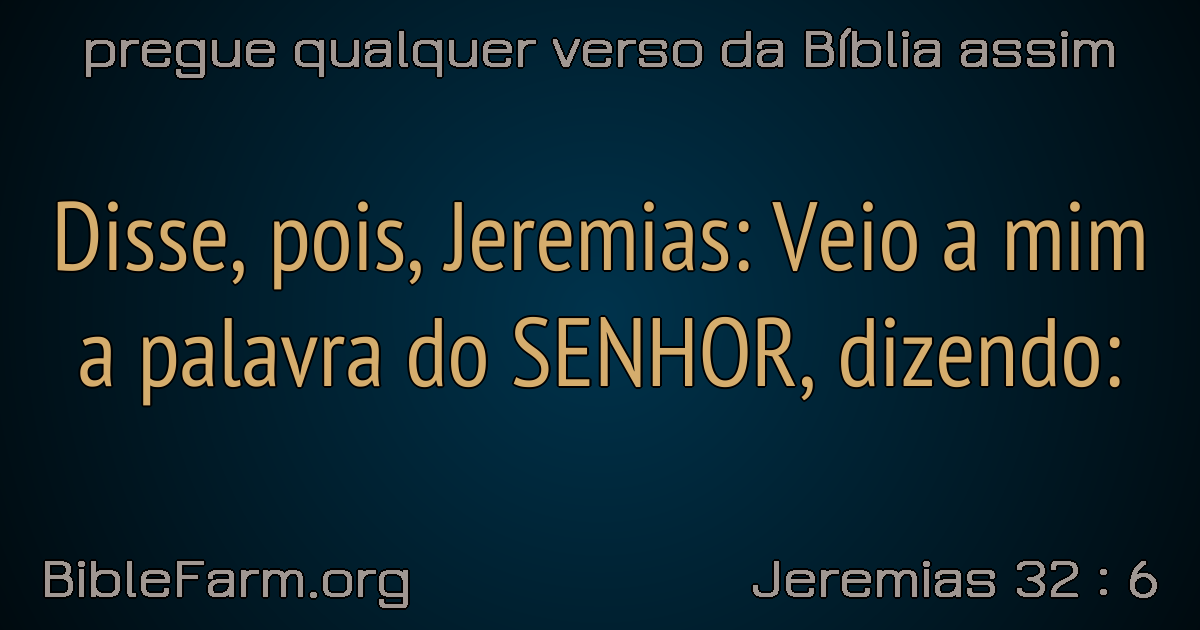 pregue qualquer verso da Bíblia assim
Disse, pois, Jeremias: Veio a mim
a palavra do SENHOR, dizendo:
BibleFarm.org
Jeremias 32 : 6